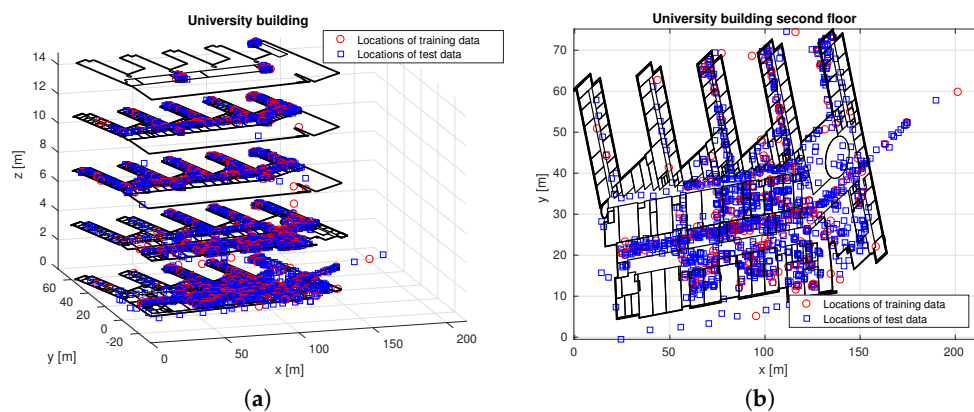 University building
Locations of training data
Locations of test data
14
12
10
8
6
4
2
0
z [m]
60
40
20
0
-20
y [m]
0
50
100
150
200
x [m]
(a)
University building second floor
70
60
50
40
30
20
10
0
y [m]
Locations of training data
Locations of test data
0
50
100
150
200
x [m]
(b)